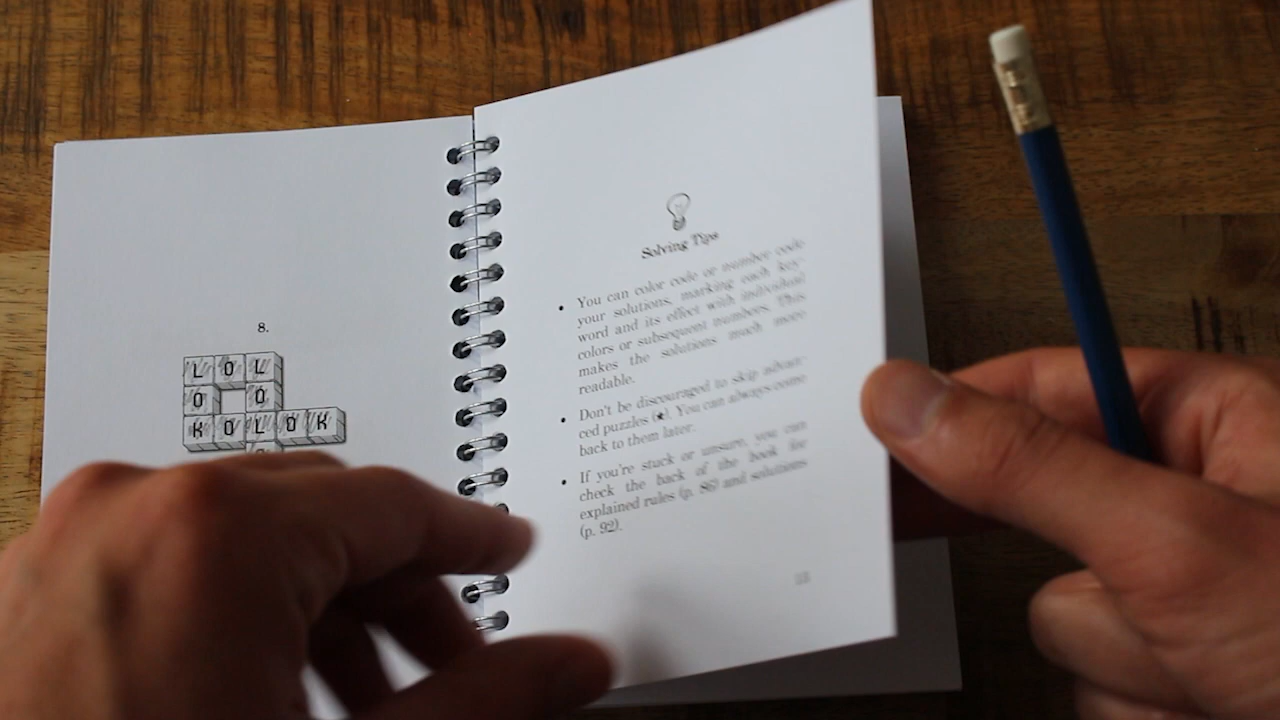 8.
LOL
O O
KOLOK
Solving Tips
• You can color code or number code
your solutions, marking each key-
word and its effect with individual
colors or subsequent numbers. This
makes the solutions much more
readable.
• Don't be discouraged to skip advan-
ced puzzles (★). You can always come
back to them later.
• If you're stuck or unsure, you can
check the back of the book for
explained rules (p. 86) and solutions
(p. 92).